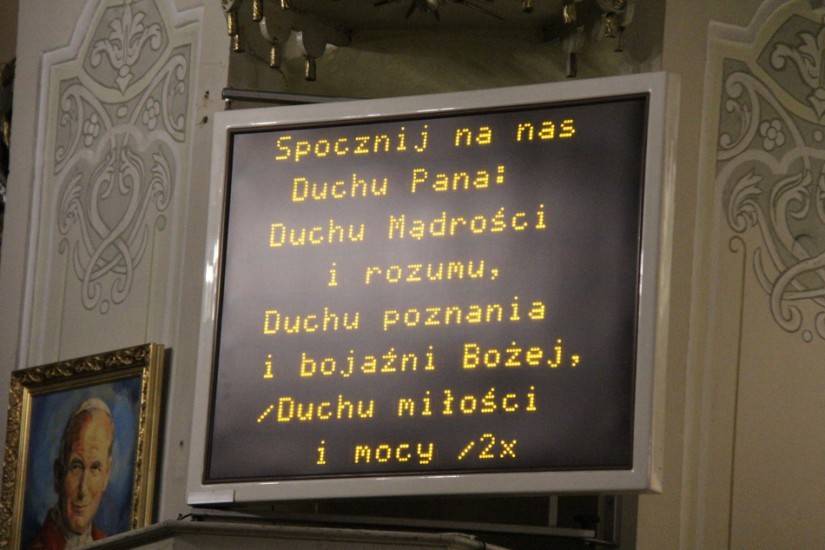 Spocznij na nas
Duchu Pana:
Duchu Mądrości
i rozumu,
Duchu poznania
i bojaźni Bożej,
/Duchu miłości
i mocy /2x